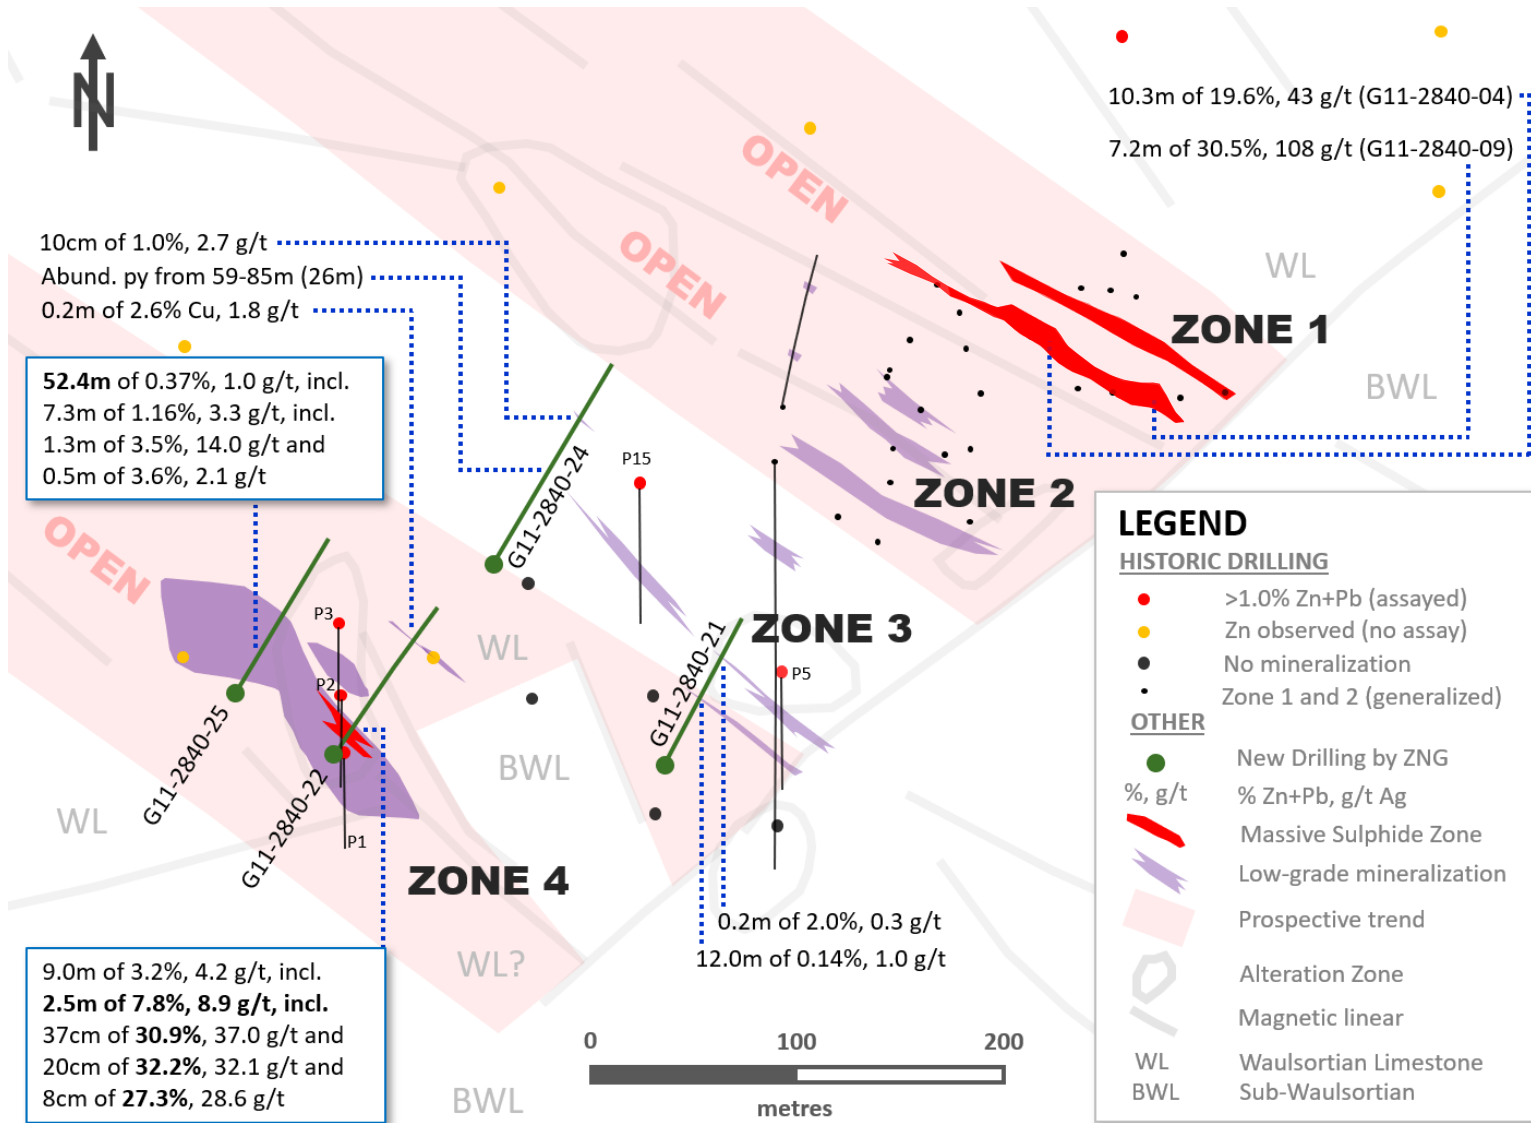 N
10.3m of 19.6%, 43 g/t (G11-2840-04)
7.2m of 30.5%, 108 g/t (G11-2840-09)
OPEN
OPEN
10cm of 1.0%, 2.7 g/t
Abund. py from 59-85m (26m)
0.2m of 2.6% Cu, 1.8 g/t
WL
ZONE 1
BWL
52.4m of 0.37%, 1.0 g/t, incl.
7.3m of 1.16%, 3.3 g/t, incl.
1.3m of 3.5%, 14.0 g/t and
0.5m of 3.6%, 2.1 g/t
P15
G11-2840-24
ZONE 2
OPEN
P3
WL
ZONE 3
P2
P5
G11-2840-21
G11-2840-25
BWL
G11-2840-22
WL
P1
ZONE 4
0.2m of 2.0%, 0.3 g/t
12.0m of 0.14%, 1.0 g/t
WL?
9.0m of 3.2%, 4.2 g/t, incl.
2.5m of 7.8%, 8.9 g/t, incl.
37cm of 30.9%, 37.0 g/t and
20cm of 32.2%, 32.1 g/t and
8cm of 27.3%, 28.6 g/t
BWL
0 100 200
metres
LEGEND
HISTORIC DRILLING
>1.0% Zn+Pb (assayed)
Zn observed (no assay)
No mineralization
Zone 1 and 2 (generalized)
OTHER
New Drilling by ZNG
%, g/t % Zn+Pb, g/t Ag
Massive Sulphide Zone
Low-grade mineralization
Prospective trend
Alteration Zone
Magnetic linear
WL Waulsortian Limestone
BWL Sub-Waulsortian